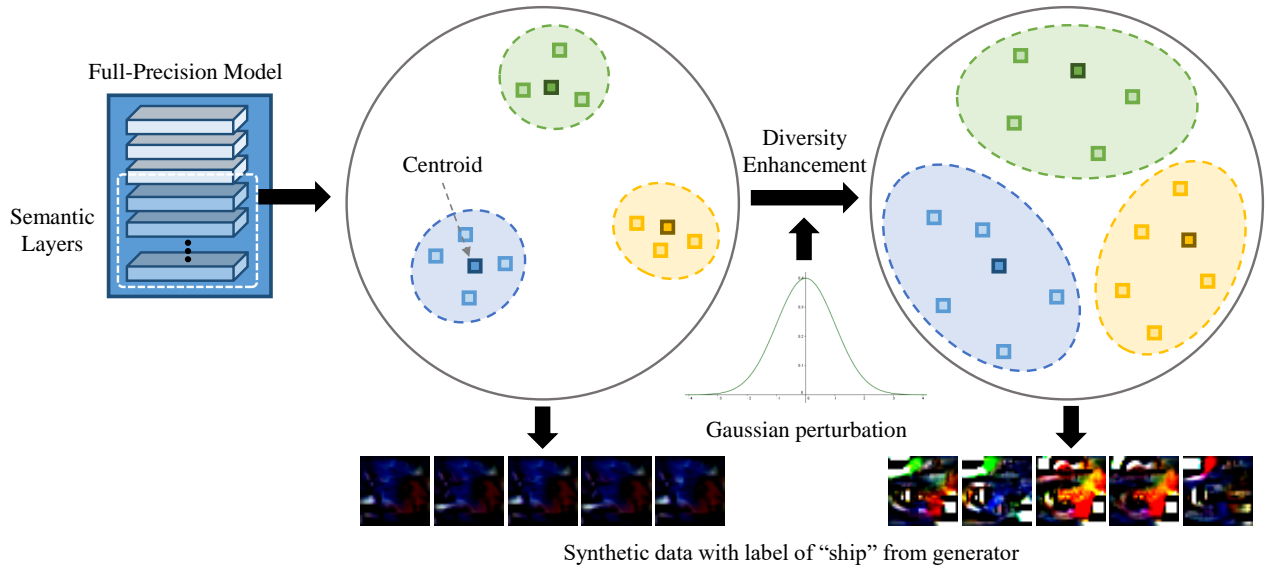 Full-Precision Model
Semantic
Layers
Centroid
Diversity
Enhancement
Gaussian perturbation
Synthetic data with label of “ship” from generator